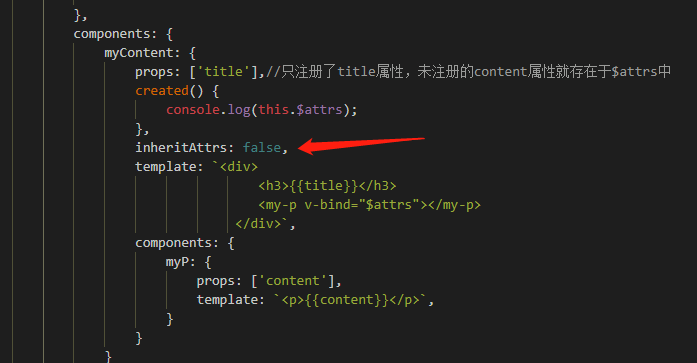 },
components: {
myContent: {
props: ['title'],//只注册了title属性，未注册的content属性就存在于$attrs中
created() {
console.log(this.$attrs);
},
inheritAttrs: false,
template: `<div>
<h3>{{title}}</h3>
<my-p v-bind="$attrs"></my-p>
</div>`,
components: {
myP: {
props: ['content'],
template: `<p>{{content}}</p>`,
}
}
}